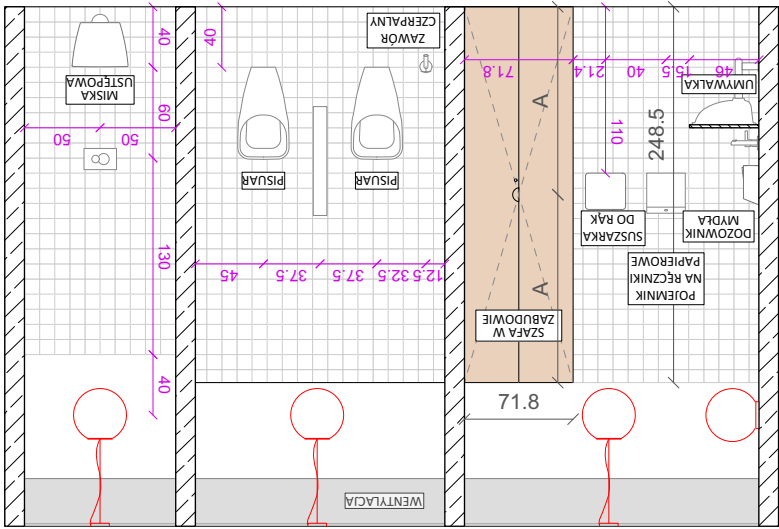 40
60
130
40
MISKA
USTĘPOWA
50
50
40
ZAWÓR
CZERPALNY
PISUAR
PISUAR
12.5
32.5
37.5
37.5
45
WENTYLACJA
46
15.5
40
21.4
71.8
UMYWALKA
110
248.5
A
A
DOZOWNIK
MYDŁA
SUSZARKA
DO RĄK
POJEMNIK
NA RĘCZNIKI
PAPIEROWE
SZAFA W
ZABUDOWIE
71.8